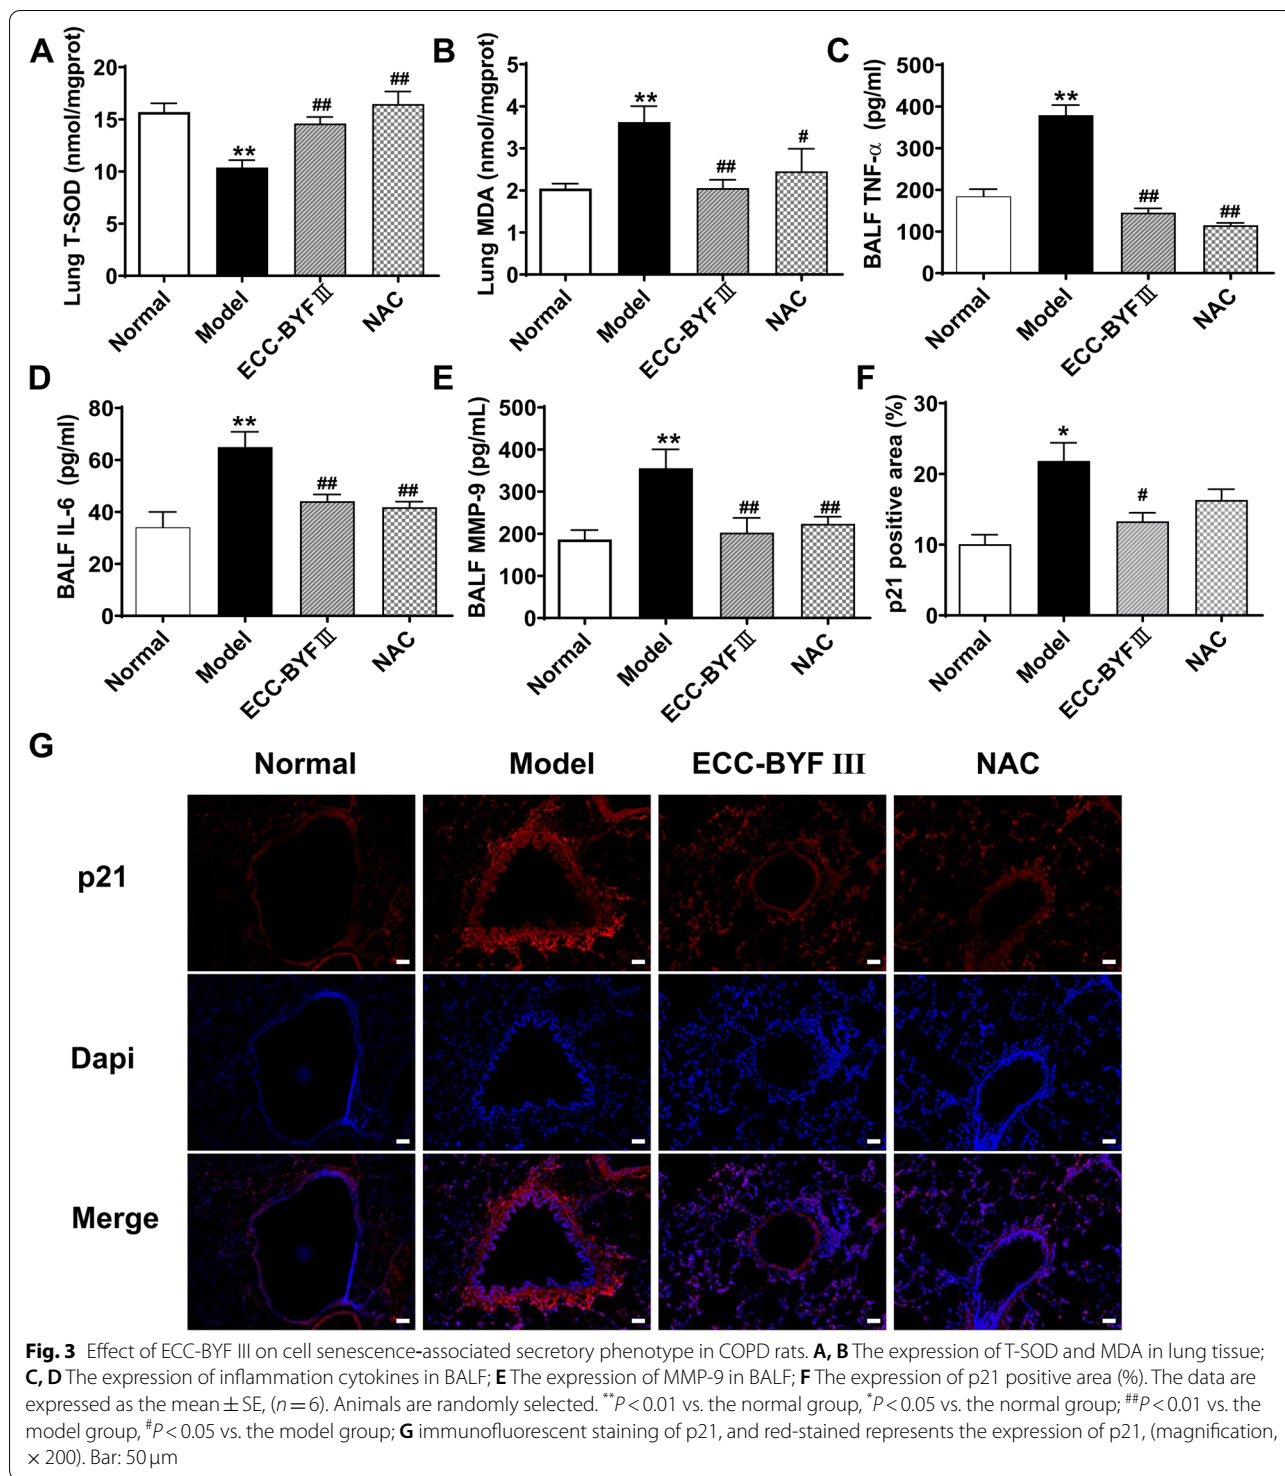 A
Lung T-SOD (nmol/mgprot)
20
15
10
5
0
**
##
##
Normal
Model
ECC-BYF III
NAC
B
Lung MDA (nmol/mgprot)
5
4
3
2
1
0
**
##
#
Normal
Model
ECC-BYF III
NAC
C
BALF TNF-α (pg/ml)
500
400
300
200
100
0
**
##
##
Normal
Model
ECC-BYF III
NAC
D
BALF IL-6 (pg/ml)
80
60
40
20
0
**
##
##
Normal
Model
ECC-BYF III
NAC
E
BALF MMP-9 (pg/mL)
500
400
300
200
100
0
**
##
##
Normal
Model
ECC-BYF III
NAC
F
p21 positive area (%)
30
20
10
0
*
#
Normal
Model
ECC-BYF III
NAC
G
Normal Model ECC-BYF III NAC
p21
Dapi
Merge
Fig. 3 Effect of ECC-BYF III on cell senescence-associated secretory phenotype in COPD rats. A, B The expression of T-SOD and MDA in lung tissue;
C, D The expression of inflammation cytokines in BALF; E The expression of MMP-9 in BALF; F The expression of p21 positive area (%). The data are
expressed as the mean ± SE, (n = 6). Animals are randomly selected. **P < 0.01 vs. the normal group, *P < 0.05 vs. the normal group; ##P < 0.01 vs. the
model group, #P < 0.05 vs. the model group; G immunofluorescent staining of p21, and red-stained represents the expression of p21, (magnification,
× 200). Bar: 50 μm